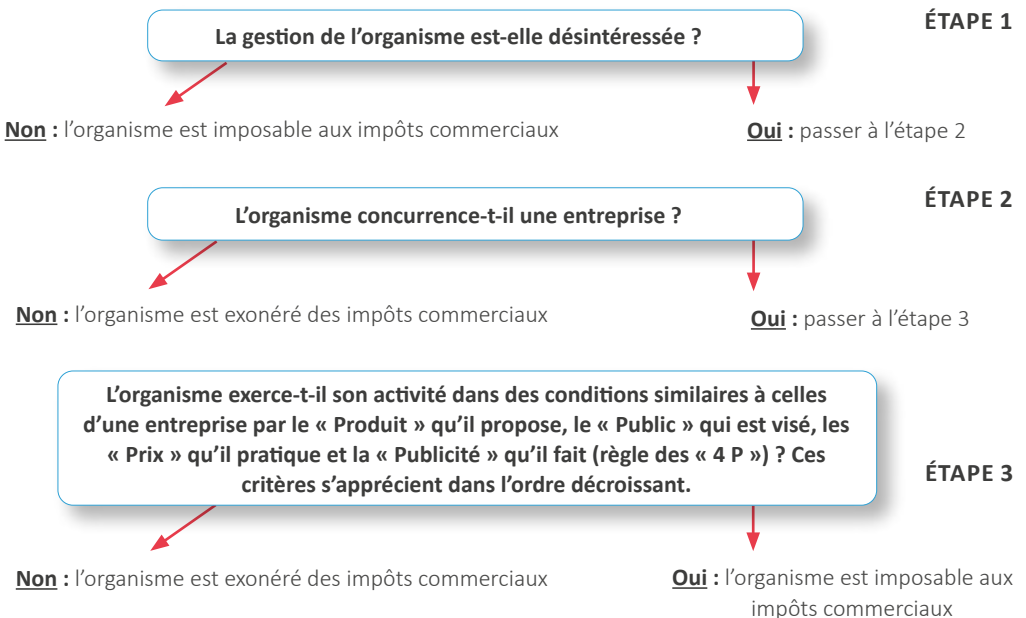 ÉTAPE 1
La gestion de l’organisme est-elle désintéressée ?
Non : l’organisme est imposable aux impôts commerciaux
Oui : passer à l’étape 2
ÉTAPE 2
L’organisme concurrence-t-il une entreprise ?
Non : l’organisme est exonéré des impôts commerciaux
Oui : passer à l’étape 3
L’organisme exerce-t-il son activité dans des conditions similaires à celles
d’une entreprise par le « Produit » qu’il propose, le « Public » qui est visé, les
« Prix » qu’il pratique et la « Publicité » qu’il fait (règle des « 4 P ») ? Ces
critères s’apprécient dans l’ordre décroissant.
ÉTAPE 3
Non : l’organisme est exonéré des impôts commerciaux
Oui : l’organisme est imposable aux
impôts commerciaux